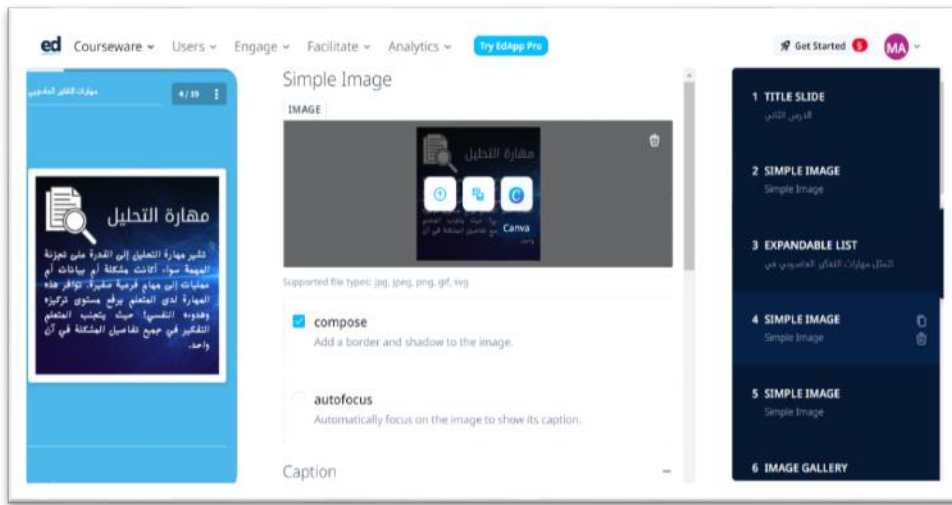 ed Courseware Users Engage Facilitate Analytics Try EdApp Pro Get Started 5 MA
مهارات التفكير الحاسوبي
4/19
مهارة التحليل
تشير مهارة التحليل إلى القدرة على تجزئة
المهمة سواء أكانت مشكلة أم بيانات أم
عمليات إلى مهام فرعية صغيرة. توافر هذه
المهارة لدى المتعلم يرفع مستوى تركيزه
وهدوءه النفسي! حيث يتجنب المتعلم
التفكير في جميع تفاصيل المشكلة في آن
واحد.
Simple Image
IMAGE
مهارة التحليل
Canva
Supported file types: jpg, jpeg, png, gif, svg
compose
Add a border and shadow to the image.
autofocus
Automatically focus on the image to show its caption.
Caption
1 TITLE SLIDE
الدرس الثاني
2 SIMPLE IMAGE
Simple Image
3 EXPANDABLE LIST
تتمثل مهارات التفكير الحاسوبي في
4 SIMPLE IMAGE
Simple Image
5 SIMPLE IMAGE
Simple Image
6 IMAGE GALLERY